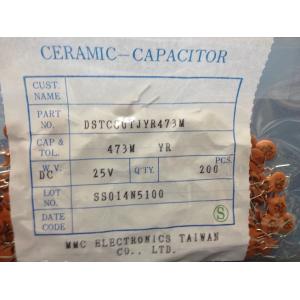 CERAMIC-CAPACITOR
CUST. NAME
PART NO. DSTCC0TJYR473M
CAP & TOL. 473M YR
W.V. DC 25V Q'TY. 200 PCS.
LOT NO. SS014N5100
DATE CODE S
MMC ELECTRONICS TAIWAN
CO., LTD.